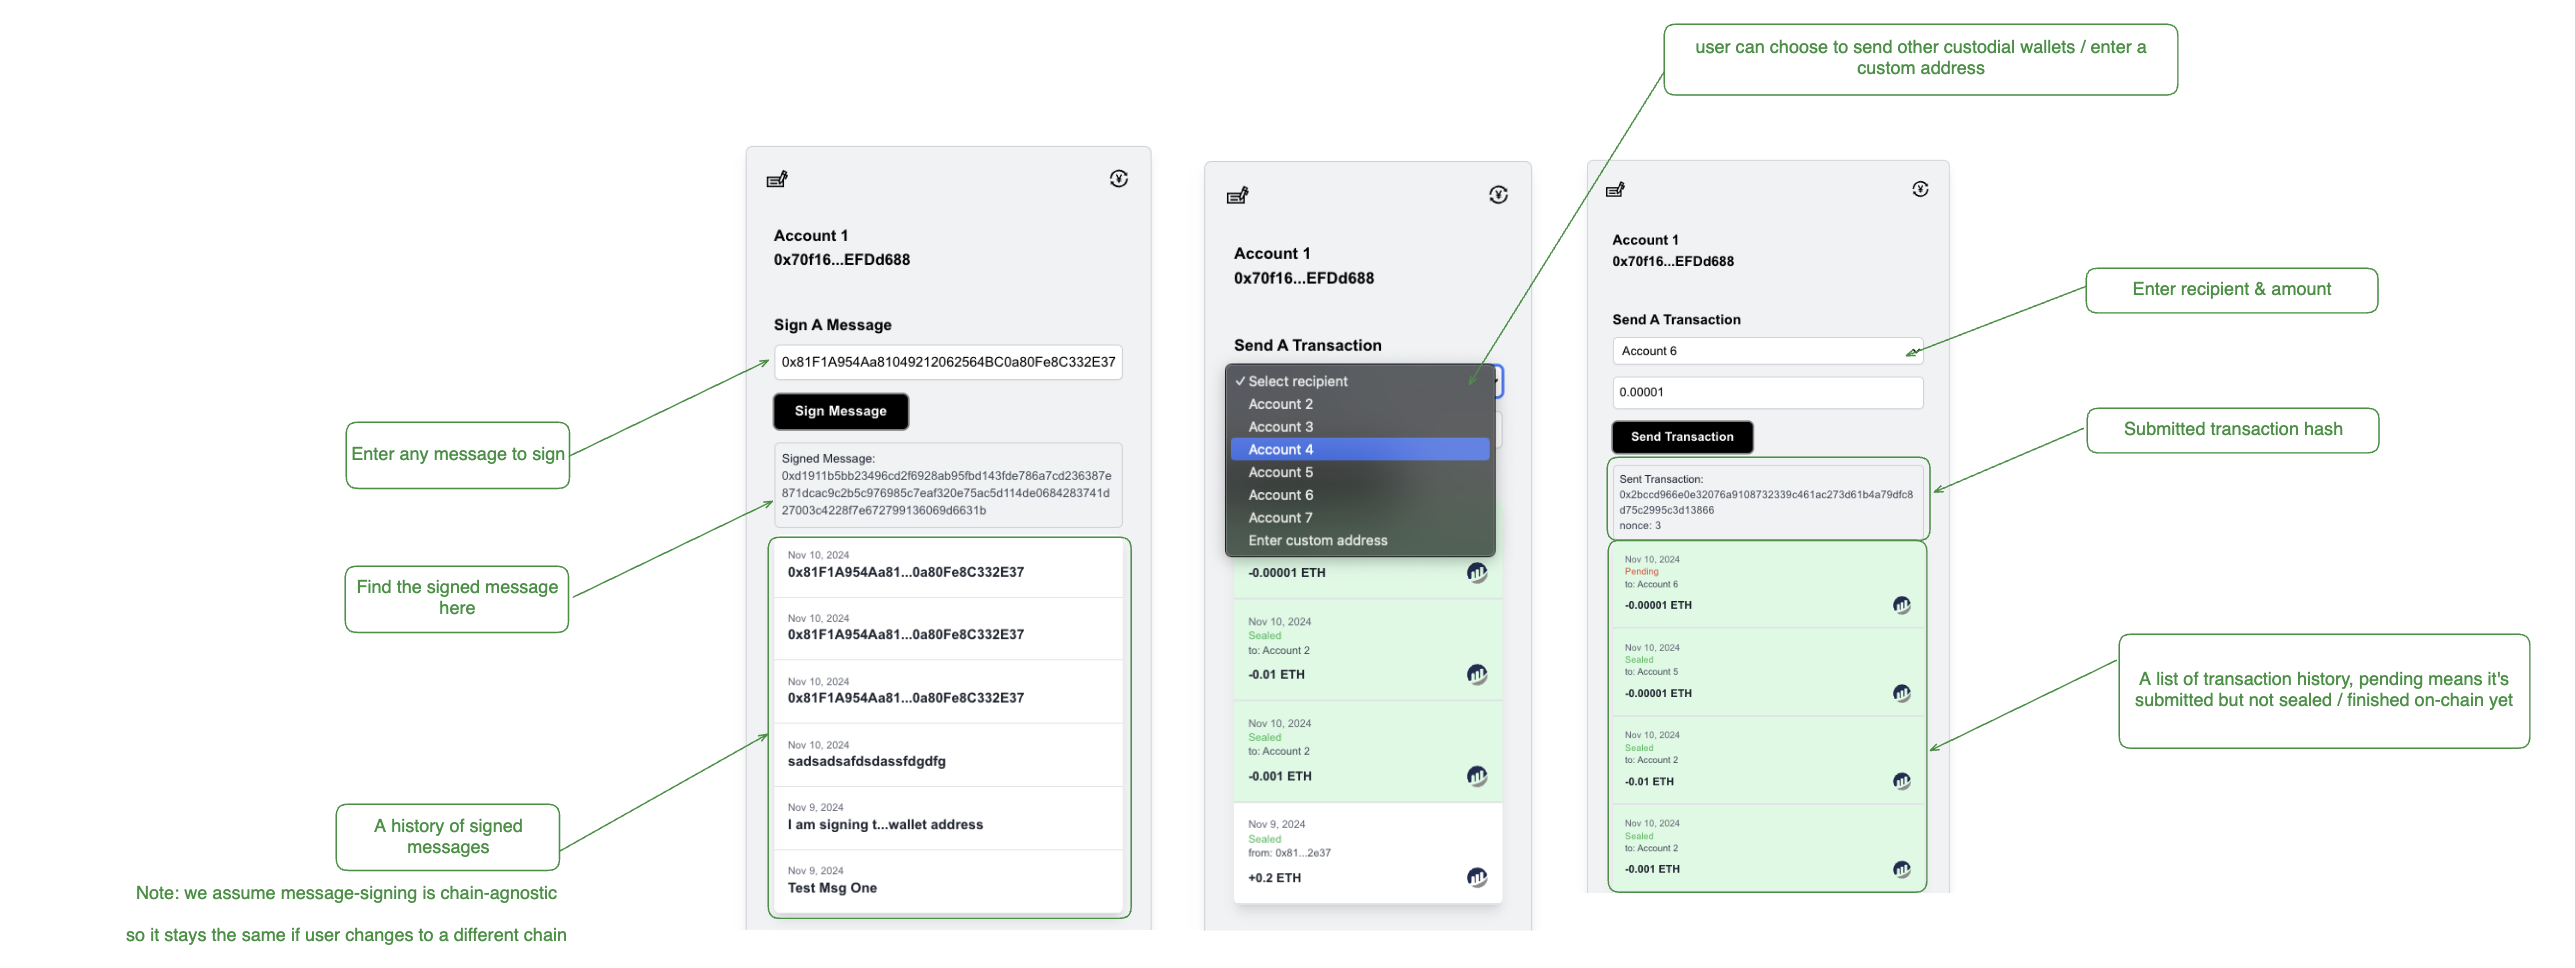 user can choose to send other custodial wallets / enter a
custom address
Account 1
0x70f16...EFDd688
Sign A Message
0x81F1A954Aa81049212062564BC0a80Fe8C332E37
Sign Message
Signed Message:
0xd1911b5bb23496cd2f6928ab95fbd143fde786a7cd236387e
871dcac9c2b5c976985c7eaf320e75ac5d114de0684283741d
27003c4228f7e672799136069d6631b
Nov 10, 2024
0x81F1A954Aa81...0a80Fe8C332E37
Nov 10, 2024
0x81F1A954Aa81...0a80Fe8C332E37
Nov 10, 2024
0x81F1A954Aa81...0a80Fe8C332E37
Nov 10, 2024
sadsadsafdsdassfdgdfg
Nov 9, 2024
I am signing t...wallet address
Nov 9, 2024
Test Msg One
Enter any message to sign
Find the signed message
here
A history of signed
messages
Note: we assume message-signing is chain-agnostic
so it stays the same if user changes to a different chain
Account 1
0x70f16...EFDd688
Send A Transaction
✓ Select recipient
Account 2
Account 3
Account 4
Account 5
Account 6
Account 7
Enter custom address
-0.00001 ETH
Nov 10, 2024
Sealed
to: Account 2
-0.01 ETH
Nov 10, 2024
Sealed
to: Account 2
-0.001 ETH
Nov 9, 2024
Sealed
from: 0x81...2e37
+0.2 ETH
Account 1
0x70f16...EFDd688
Send A Transaction
Account 6
0.00001
Send Transaction
Sent Transaction:
0x2bccd966e0e32076a9108732339c461ac273d61b4a79dfc8
d75c2995c3d13866
nonce: 3
Nov 10, 2024
Pending
to: Account 6
-0.00001 ETH
Nov 10, 2024
Sealed
to: Account 5
-0.00001 ETH
Nov 10, 2024
Sealed
to: Account 2
-0.01 ETH
Nov 10, 2024
Sealed
to: Account 2
-0.001 ETH
Enter recipient & amount
Submitted transaction hash
A list of transaction history, pending means it's
submitted but not sealed / finished on-chain yet